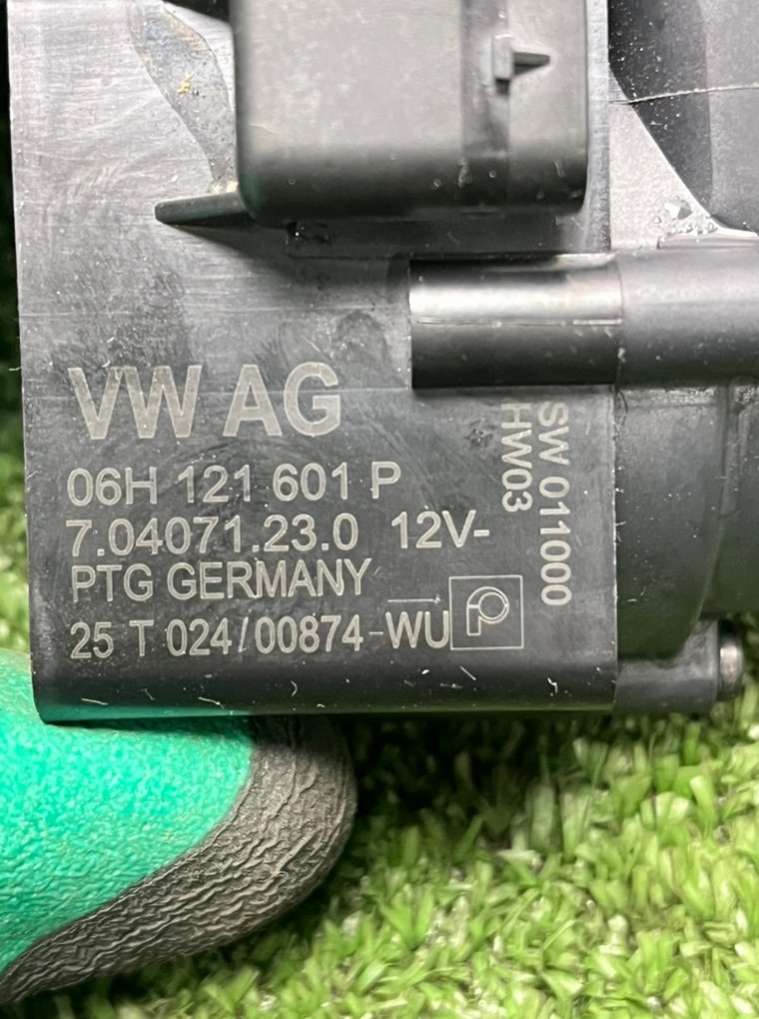 VW AG
06H 121 601 P
7.04071.23.0 12V-
PTG GERMANY
25 T 024/00874-WU
SW 011000
HW03